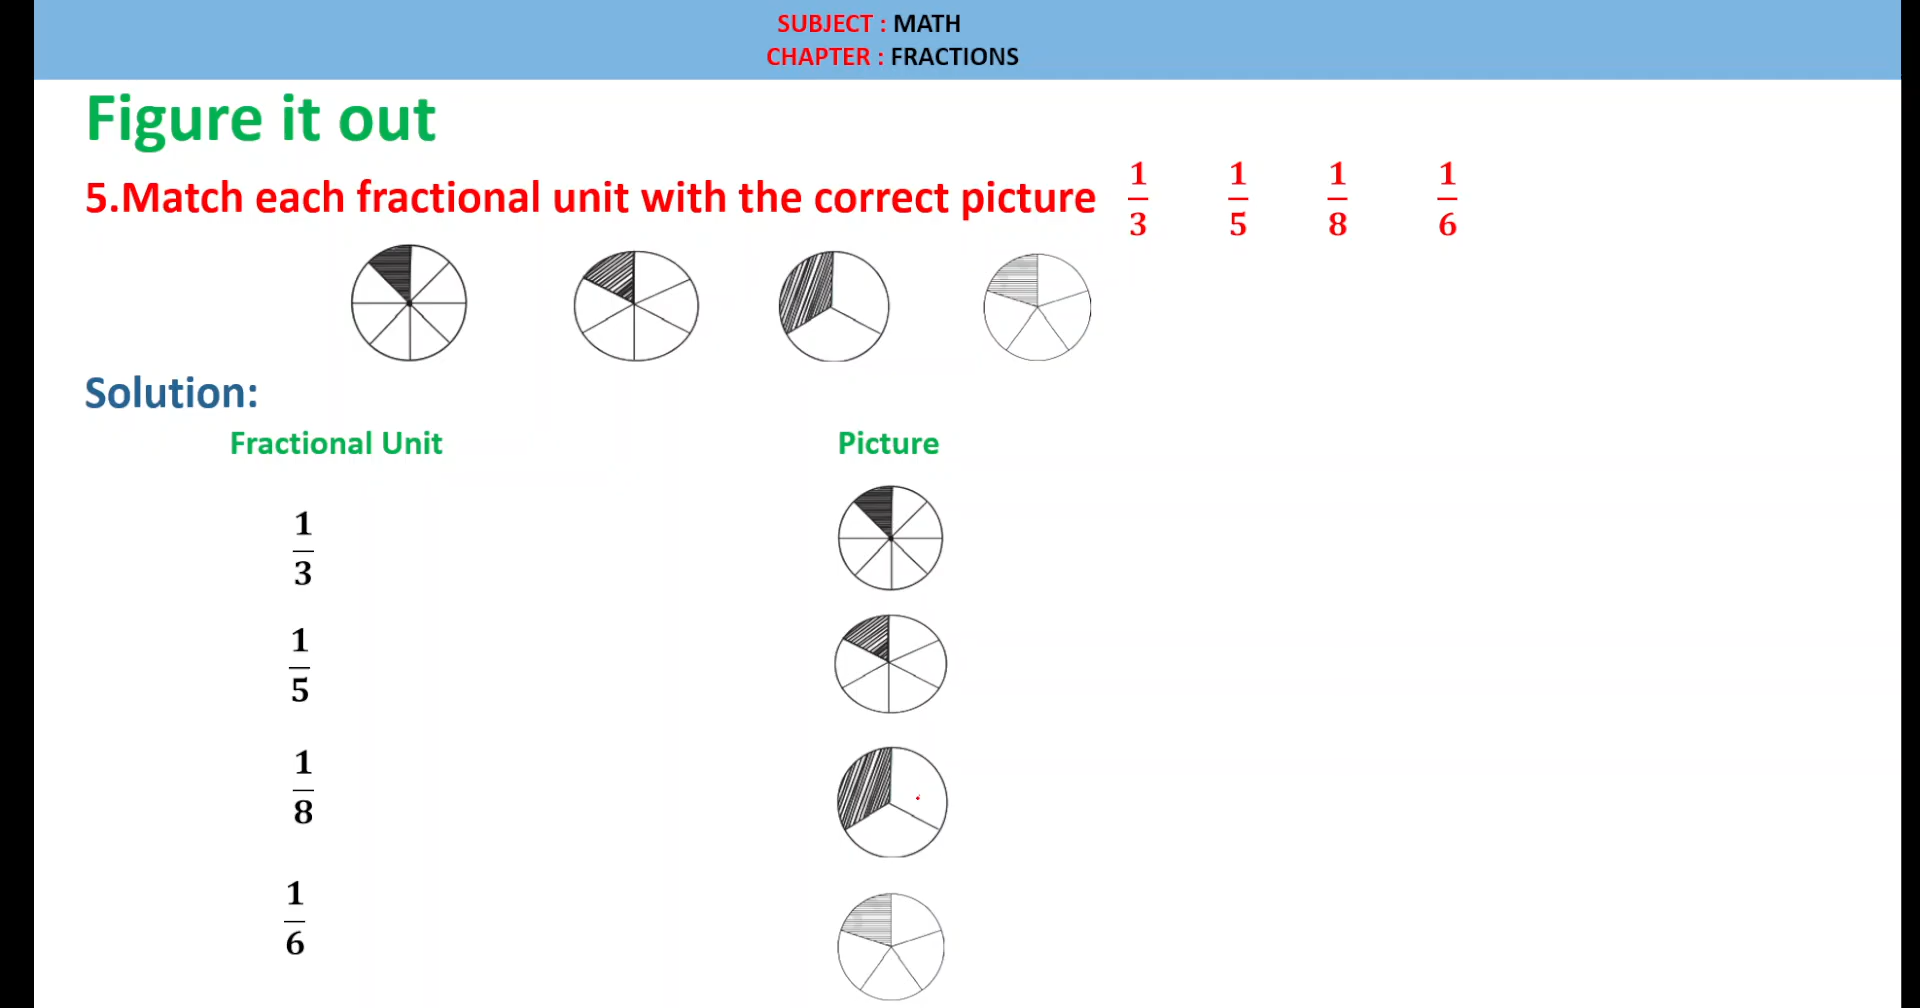 SUBJECT : MATH
CHAPTER : FRACTIONS
Figure it out
5.Match each fractional unit with the correct picture 1/3 1/5 1/8 1/6
Solution:
Fractional Unit Picture
1/3
1/5
1/8
1/6